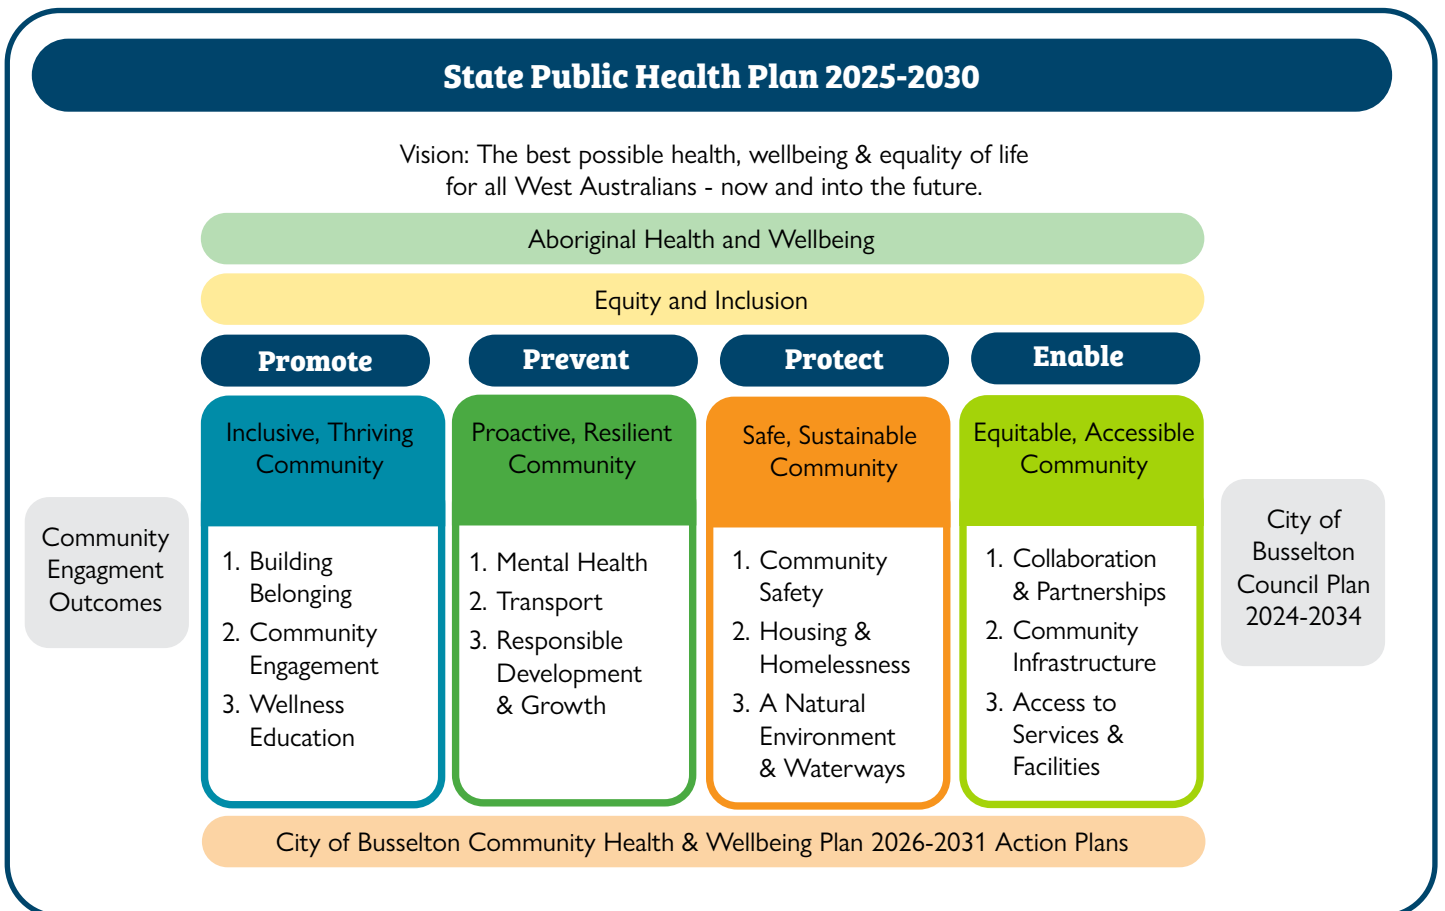 State Public Health Plan 2025-2030
Vision: The best possible health, wellbeing & equality of life
for all West Australians - now and into the future.
Aboriginal Health and Wellbeing
Equity and Inclusion
Promote
Prevent
Protect
Enable
Community
Engagment
Outcomes
Inclusive, Thriving
Community
1. Building
Belonging
2. Community
Engagement
3. Wellness
Education
Proactive, Resilient
Community
1. Mental Health
2. Transport
3. Responsible
Development
& Growth
Safe, Sustainable
Community
1. Community
Safety
2. Housing &
Homelessness
3. A Natural
Environment
& Waterways
Equitable, Accessible
Community
1. Collaboration
& Partnerships
2. Community
Infrastructure
3. Access to
Services &
Facilities
City of
Busselton
Council Plan
2024-2034
City of Busselton Community Health & Wellbeing Plan 2026-2031 Action Plans